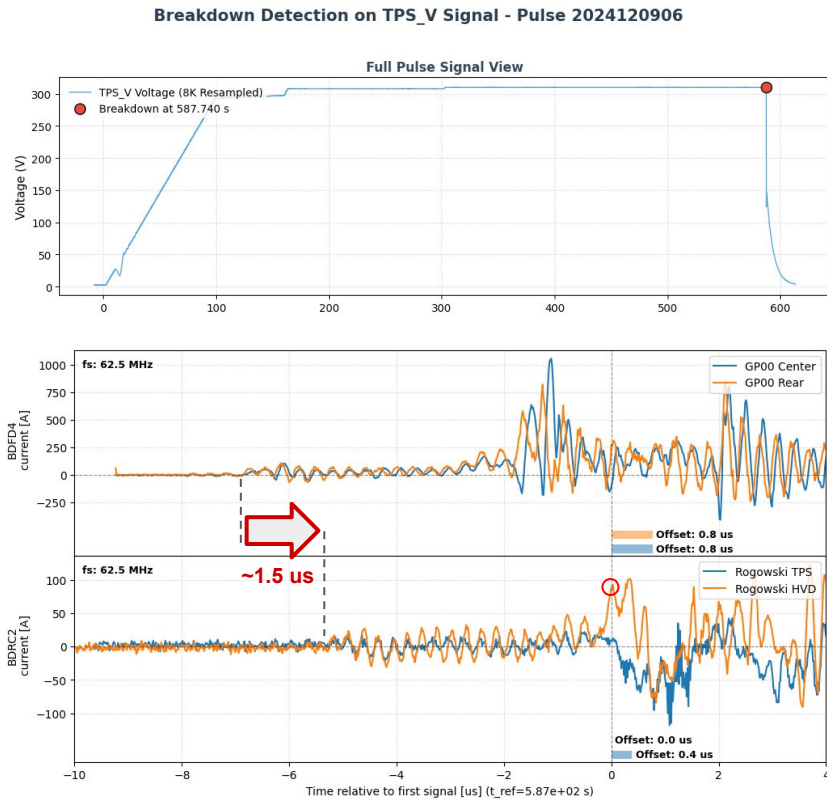 Breakdown Detection on TPS_V Signal - Pulse 2024120906
Full Pulse Signal View
TPS_V Voltage (8K Resampled)
Breakdown at 587.740 s
Voltage (V)
300
250
200
150
100
50
0
0
100
200
300
400
500
600
fs: 62.5 MHz
GP00 Center
GP00 Rear
BDFD4
current [A]
1000
750
500
250
0
−250
Offset: 0.8 us
Offset: 0.8 us
~1.5 us
fs: 62.5 MHz
Rogowski TPS
Rogowski HVD
BDRC2
current [A]
100
50
0
−50
−100
Offset: 0.0 us
Offset: 0.4 us
−10
−8
−6
−4
−2
0
2
4
Time relative to first signal [us] (t_ref=5.87e+02 s)